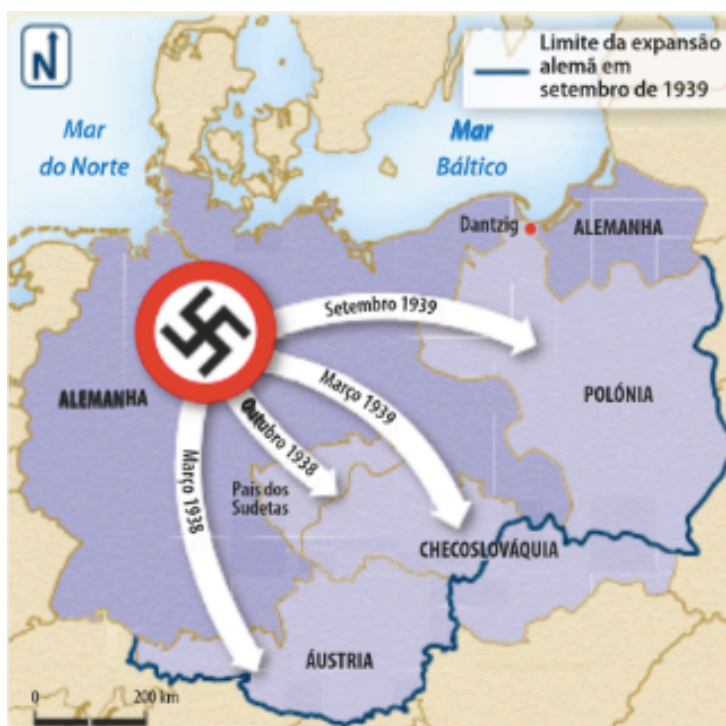 N
Limite da expansão
alemã em
setembro de 1939
Mar
do Norte
Mar
Báltico
Dantzig
ALEMANHA
Setembro 1939
ALEMANHA
Março 1939
POLÓNIA
Outubro 1938
Março 1938
País dos
Sudetas
CHECOSLOVÁQUIA
ÁUSTRIA
0 200 km